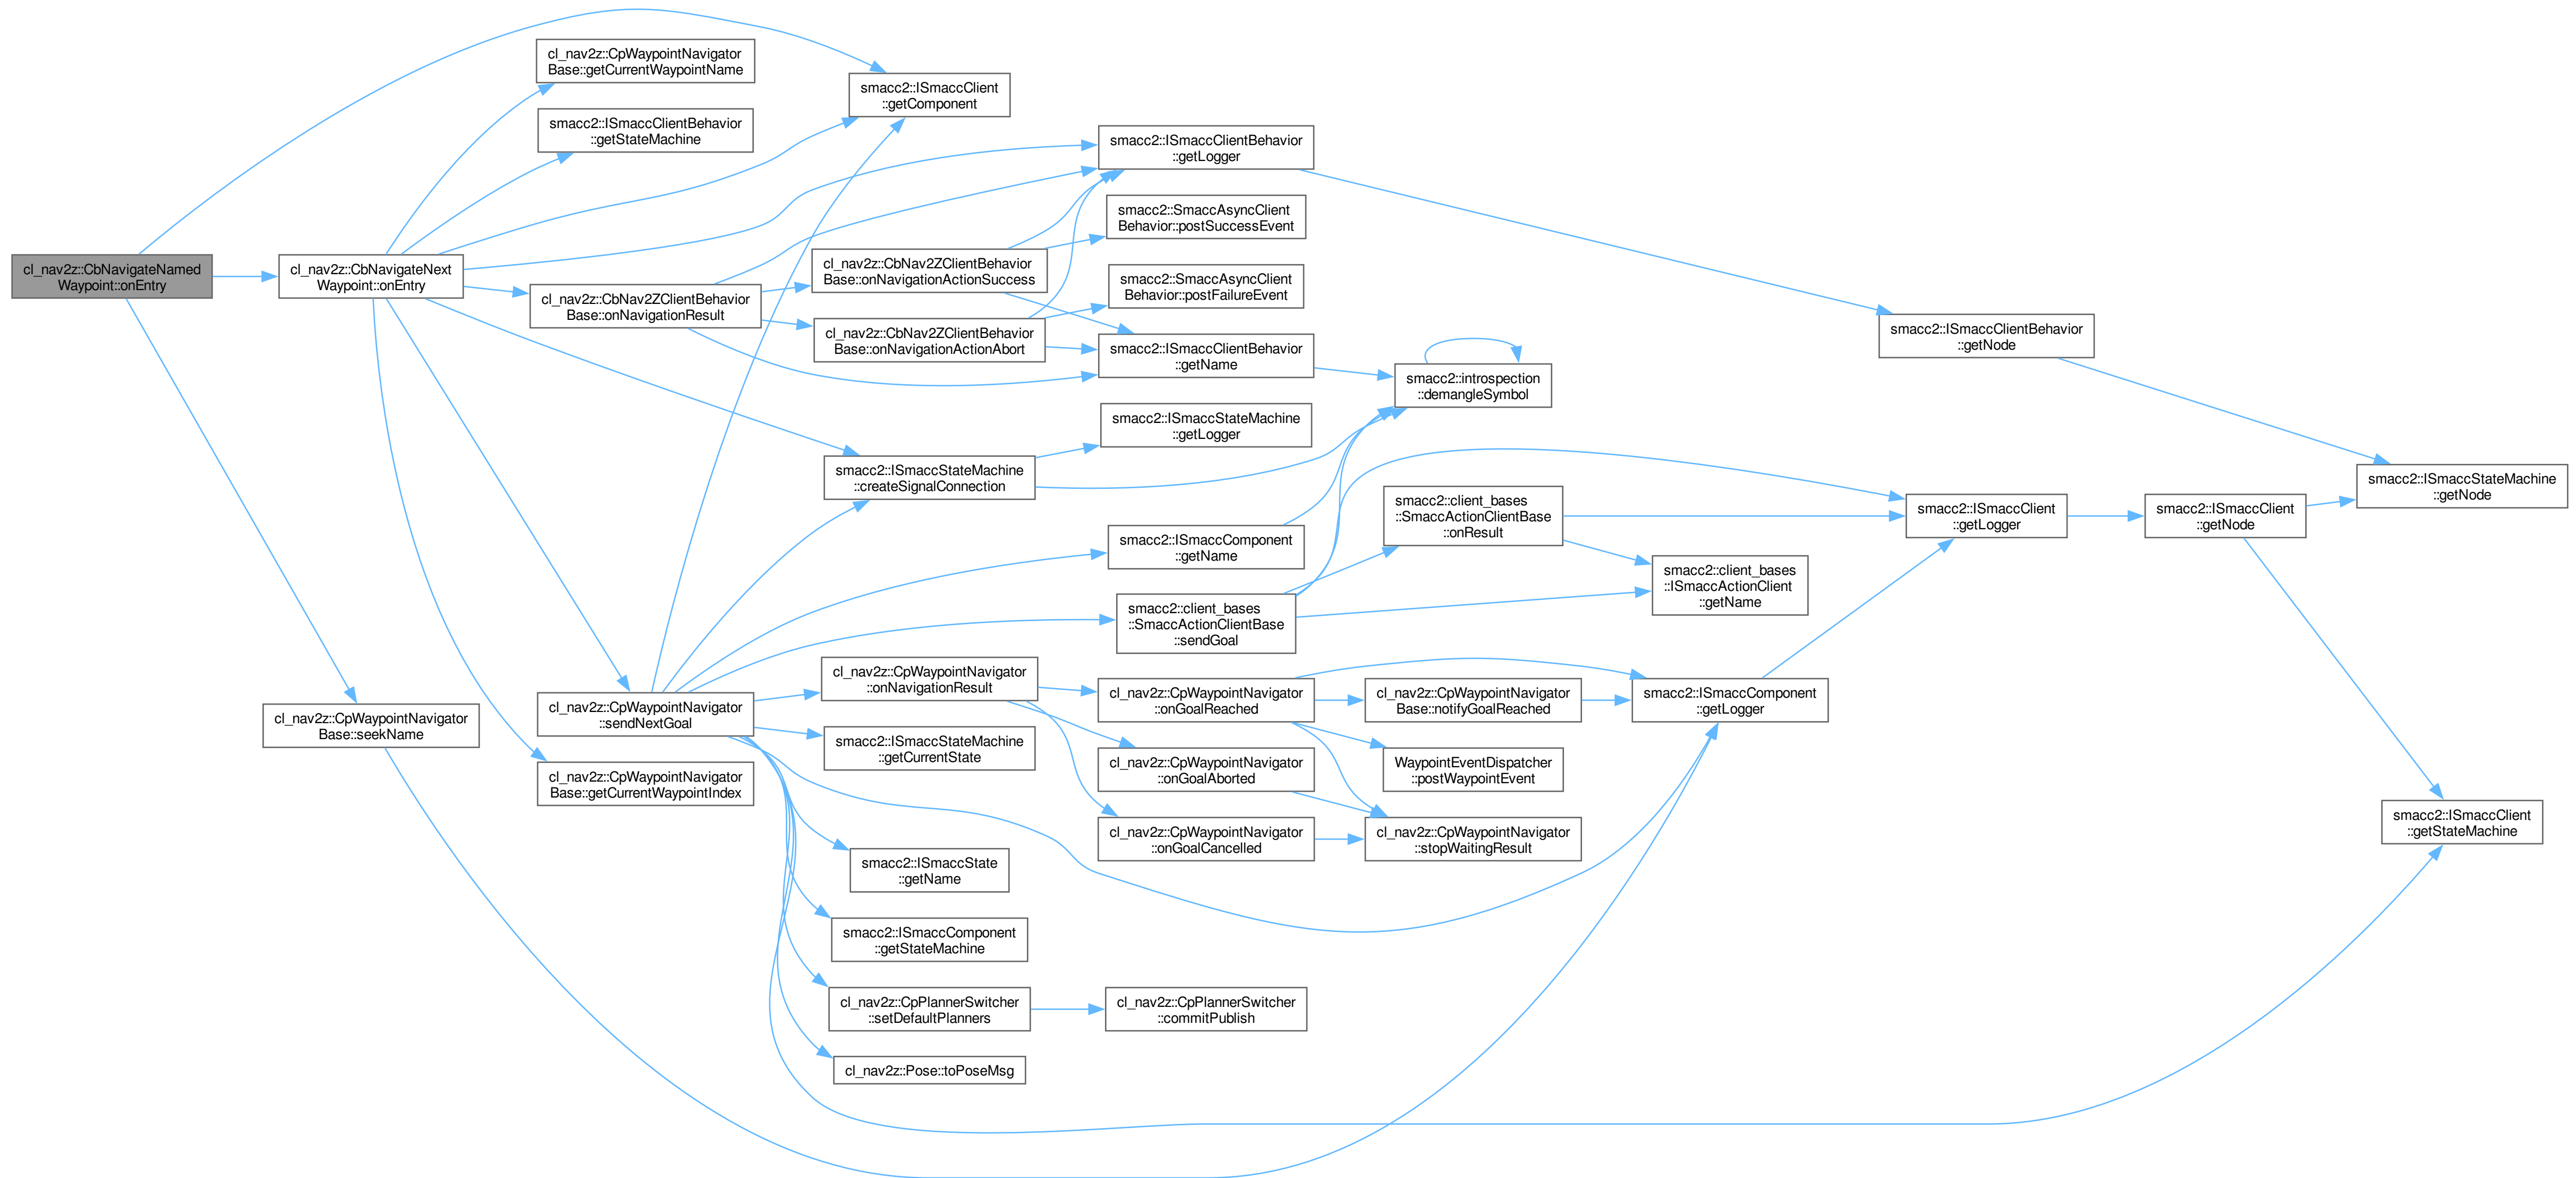 cl_nav2z::CbNavigateNamed
Waypoint::onEntry
cl_nav2z::CbNavigateNext
Waypoint::onEntry
cl_nav2z::CpWaypointNavigator
Base::seekName
cl_nav2z::CpWaypointNavigator
Base::getCurrentWaypointName
smacc2::ISmaccClientBehavior
::getStateMachine
cl_nav2z::CbNav2ZClientBehavior
Base::onNavigationResult
cl_nav2z::CpWaypointNavigator
::sendNextGoal
cl_nav2z::CpWaypointNavigator
Base::getCurrentWaypointIndex
smacc2::ISmaccClient
::getComponent
cl_nav2z::CbNav2ZClientBehavior
Base::onNavigationActionSuccess
cl_nav2z::CbNav2ZClientBehavior
Base::onNavigationActionAbort
smacc2::ISmaccStateMachine
::createSignalConnection
cl_nav2z::CpWaypointNavigator
::onNavigationResult
smacc2::ISmaccStateMachine
::getCurrentState
smacc2::ISmaccState
::getName
smacc2::ISmaccComponent
::getStateMachine
cl_nav2z::CpPlannerSwitcher
::setDefaultPlanners
cl_nav2z::Pose::toPoseMsg
smacc2::ISmaccClientBehavior
::getLogger
smacc2::SmaccAsyncClient
Behavior::postSuccessEvent
smacc2::SmaccAsyncClient
Behavior::postFailureEvent
smacc2::ISmaccClientBehavior
::getName
smacc2::ISmaccStateMachine
::getLogger
smacc2::ISmaccComponent
::getName
smacc2::client_bases
::SmaccActionClientBase
::sendGoal
cl_nav2z::CpWaypointNavigator
::onGoalReached
cl_nav2z::CpWaypointNavigator
::onGoalAborted
cl_nav2z::CpWaypointNavigator
::onGoalCancelled
cl_nav2z::CpPlannerSwitcher
::commitPublish
smacc2::introspection
::demangleSymbol
smacc2::client_bases
::SmaccActionClientBase
::onResult
cl_nav2z::CpWaypointNavigator
Base::notifyGoalReached
WaypointEventDispatcher
::postWaypointEvent
cl_nav2z::CpWaypointNavigator
::stopWaitingResult
smacc2::client_bases
::ISmaccActionClient
::getName
smacc2::ISmaccComponent
::getLogger
smacc2::ISmaccClientBehavior
::getNode
smacc2::ISmaccClient
::getLogger
smacc2::ISmaccClient
::getNode
smacc2::ISmaccStateMachine
::getNode
smacc2::ISmaccClient
::getStateMachine